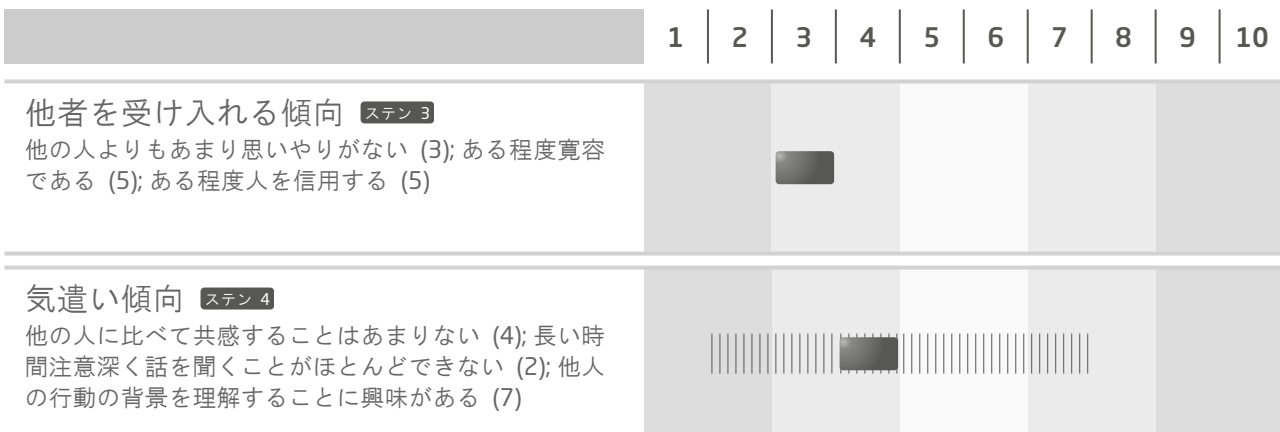 1 2 3 4 5 6 7 8 9 10
他者を受け入れる傾向 ステン 3
他の人よりもあまり思いやりがない (3); ある程度寛容
である (5); ある程度人を信用する (5)
気遣い傾向 ステン 4
他の人に比べて共感することはあまりない (4); 長い時
間注意深く話を聞くことがほとんどできない (2); 他人
の行動の背景を理解することに興味がある (7)